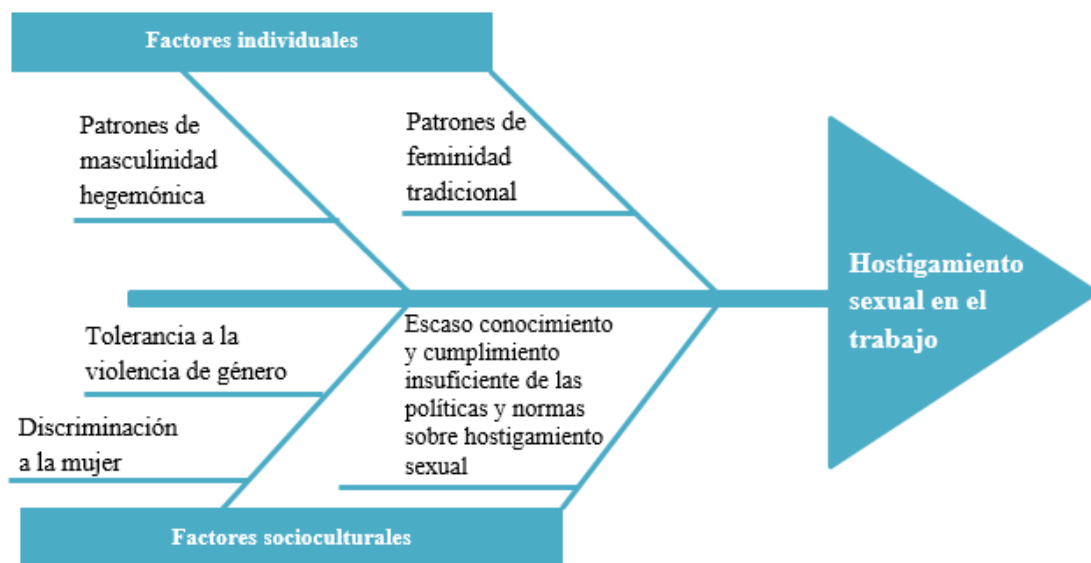 Factores individuales
Patrones de
masculinidad
hegemónica
Patrones de
feminidad
tradicional
Hostigamiento
sexual en el
trabajo
Tolerancia a la
violencia de género
Discriminación
a la mujer
Escaso conocimiento
y cumplimiento
insuficiente de las
políticas y normas
sobre hostigamiento
sexual
Factores socioculturales